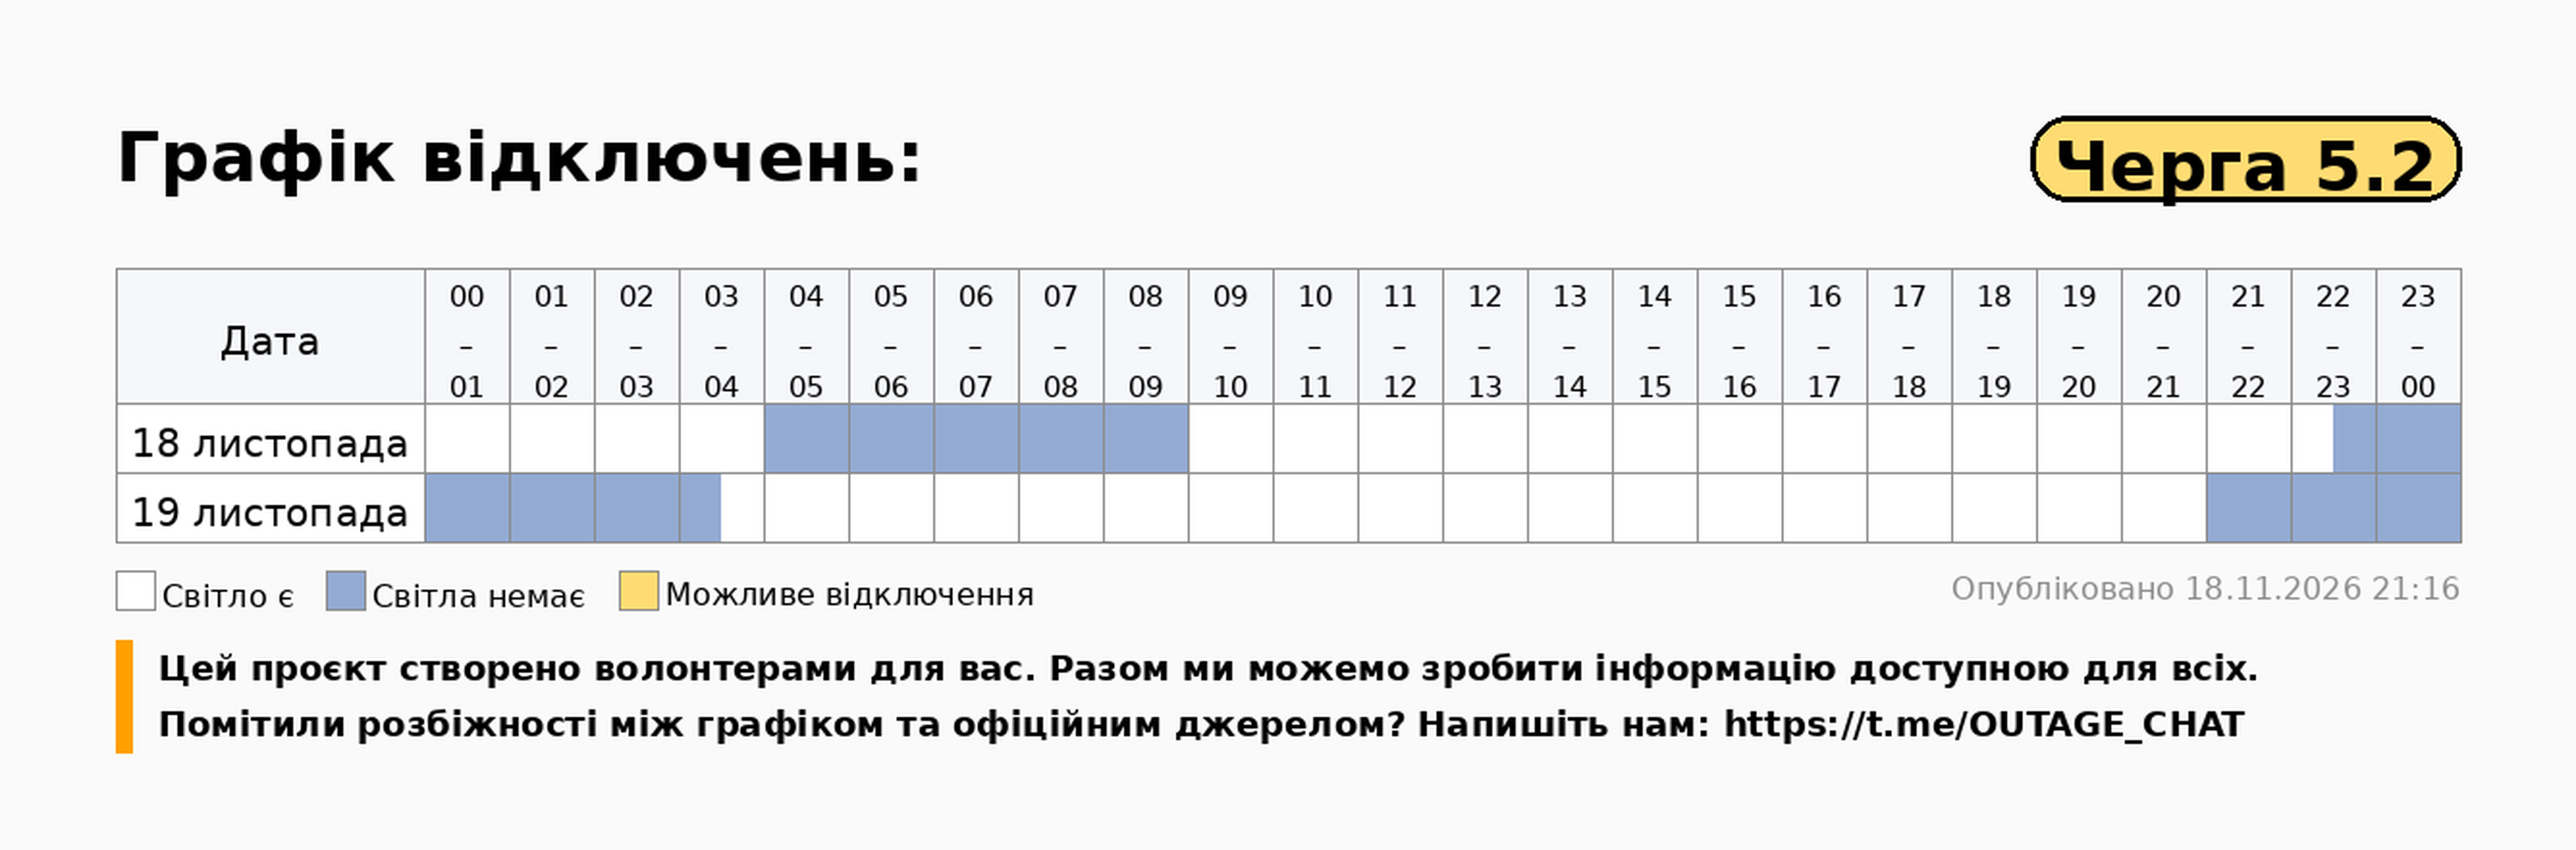 Графік відключень:
Черга 5.2
Дата
00 – 01
01 – 02
02 – 03
03 – 04
04 – 05
05 – 06
06 – 07
07 – 08
08 – 09
09 – 10
10 – 11
11 – 12
12 – 13
13 – 14
14 – 15
15 – 16
16 – 17
17 – 18
18 – 19
19 – 20
20 – 21
21 – 22
22 – 23
23 – 00
18 листопада
19 листопада
Світло є
Світла немає
Можливе відключення
Опубліковано 18.11.2026 21:16
Цей проєкт створено волонтерами для вас. Разом ми можемо зробити інформацію доступною для всіх.
Помітили розбіжності між графіком та офіційним джерелом? Напишіть нам: https://t.me/OUTAGE_CHAT